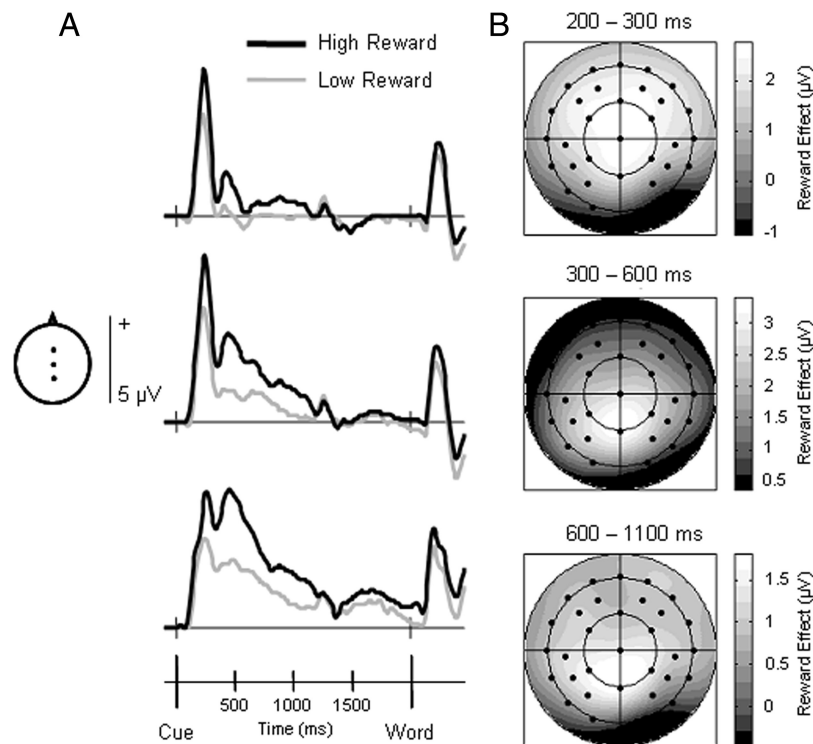 A
High Reward
Low Reward
+
5 µV
500
1000
1500
Time (ms)
Cue
Word
B
200 – 300 ms
2
1
0
-1
Reward Effect (µV)
300 – 600 ms
3
2.5
2
1.5
1
0.5
Reward Effect (µV)
600 – 1100 ms
1.5
1
0.5
0
Reward Effect (µV)